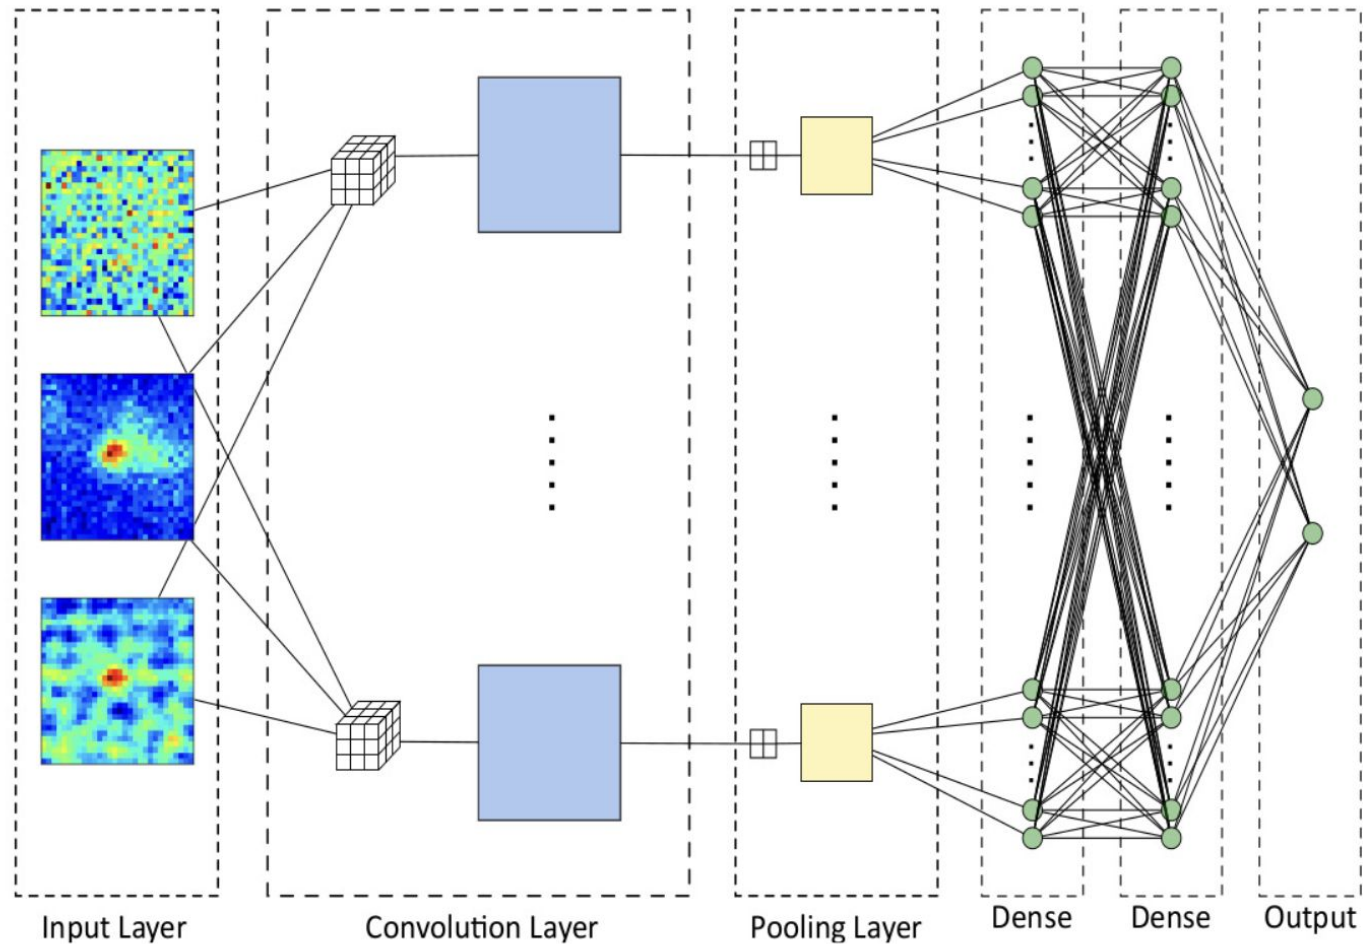 Input Layer
Convolution Layer
Pooling Layer
Dense
Dense
Output